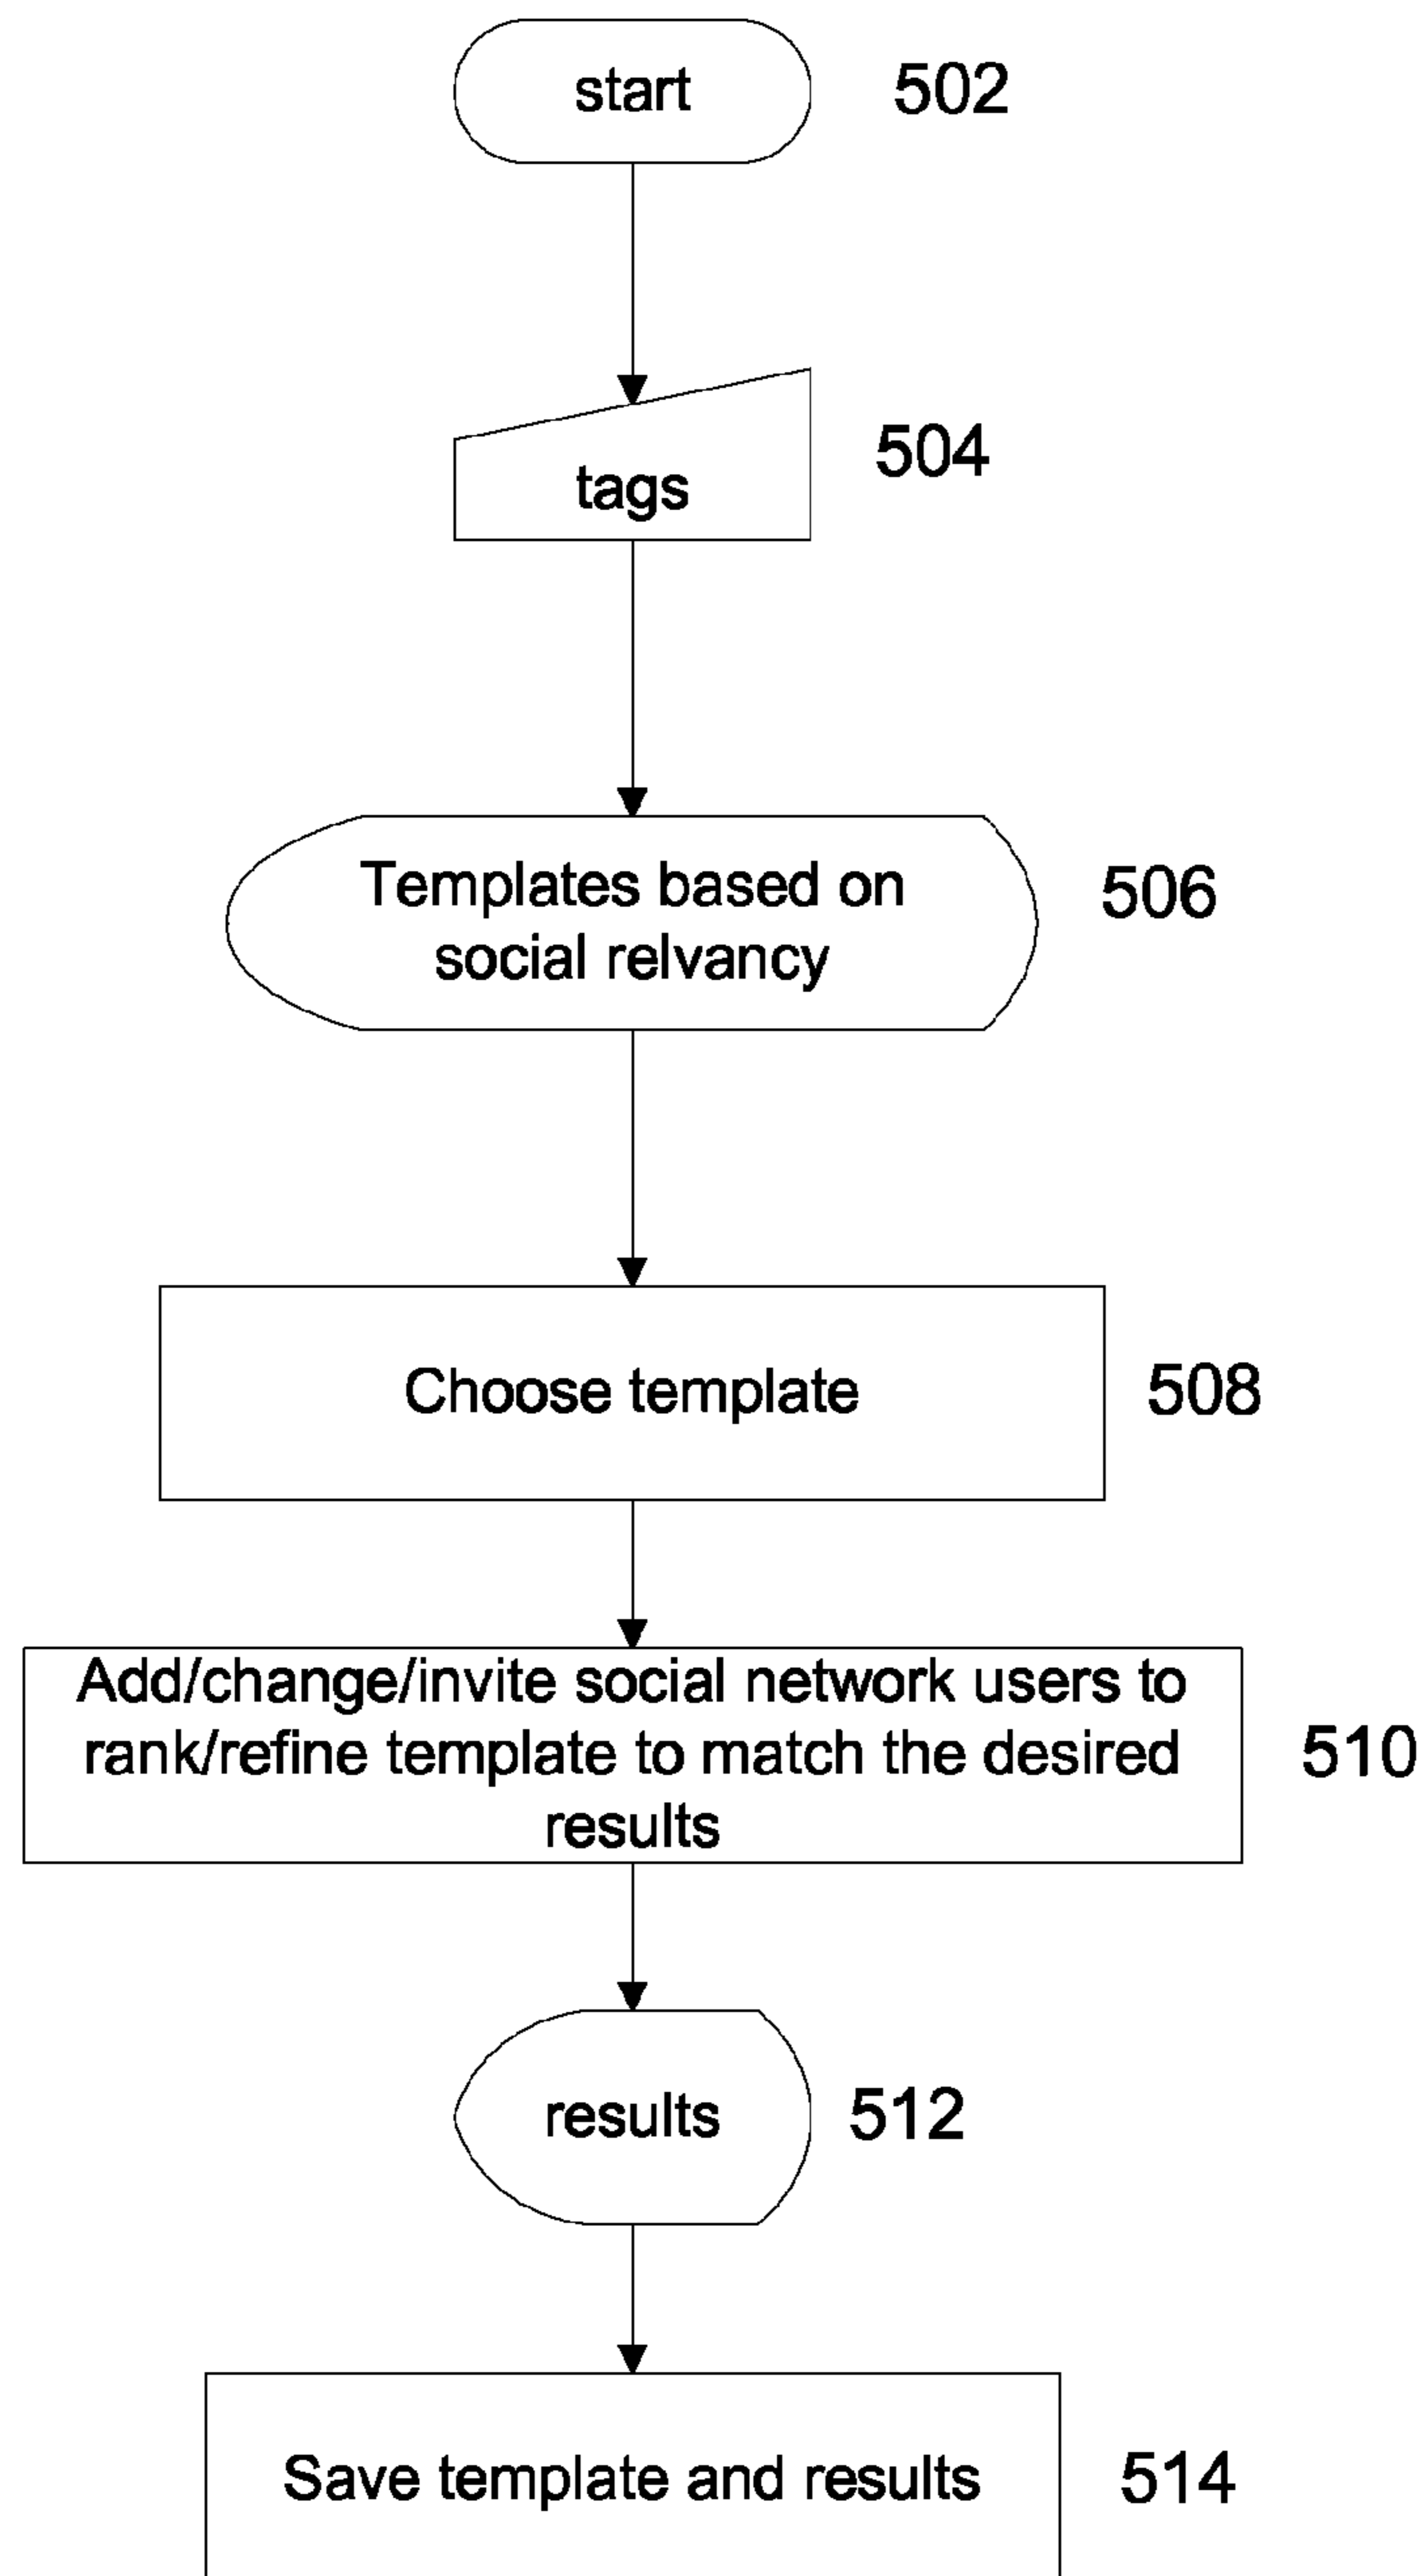 start
502
tags
504
Templates based on
social relvancy
506
Choose template
508
Add/change/invite social network users to
rank/refine template to match the desired
results
510
results
512
Save template and results
514